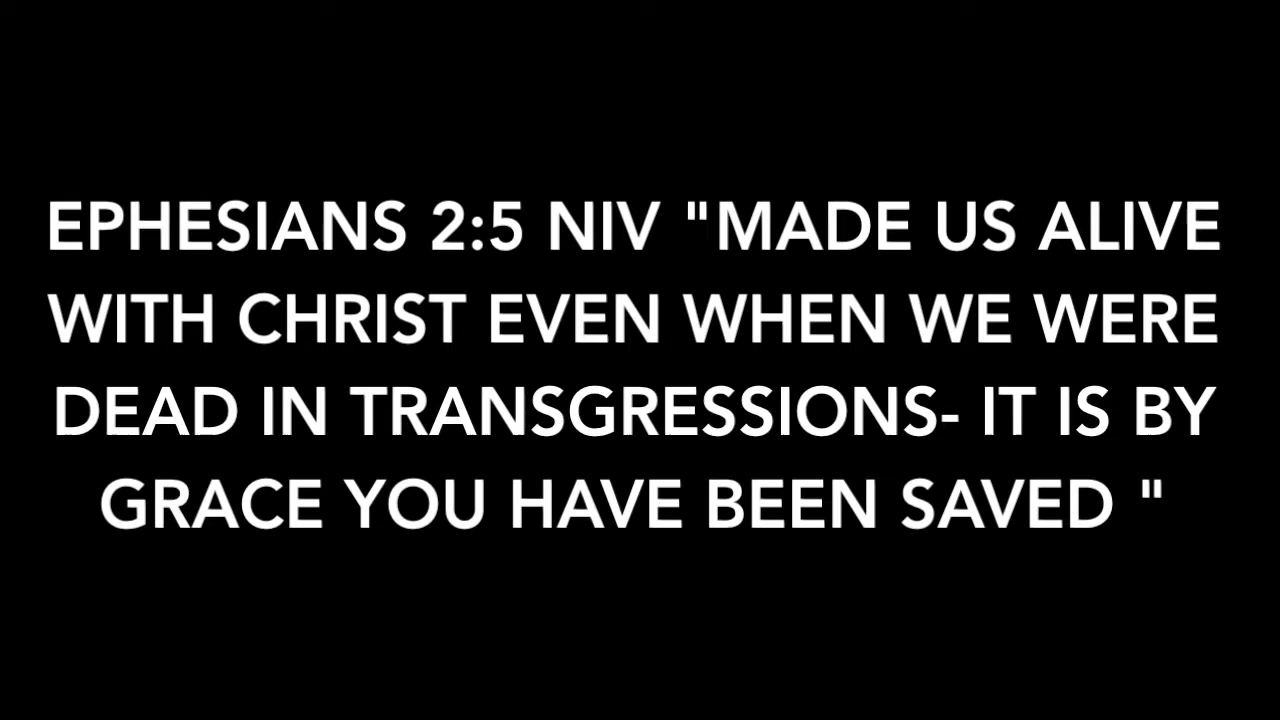 EPHESIANS 2:5 NIV "MADE US ALIVE
WITH CHRIST EVEN WHEN WE WERE
DEAD IN TRANSGRESSIONS- IT IS BY
GRACE YOU HAVE BEEN SAVED "